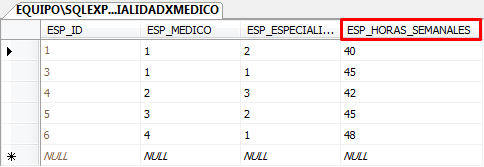 EQUIPO\SQLEXP...IALIDADXMEDICO
ESP_ID ESP_MEDICO ESP_ESPECIALI... ESP_HORAS_SEMANALES
1 1 2 40
3 1 1 45
4 2 3 42
5 3 2 45
6 4 1 48
NULL NULL NULL NULL